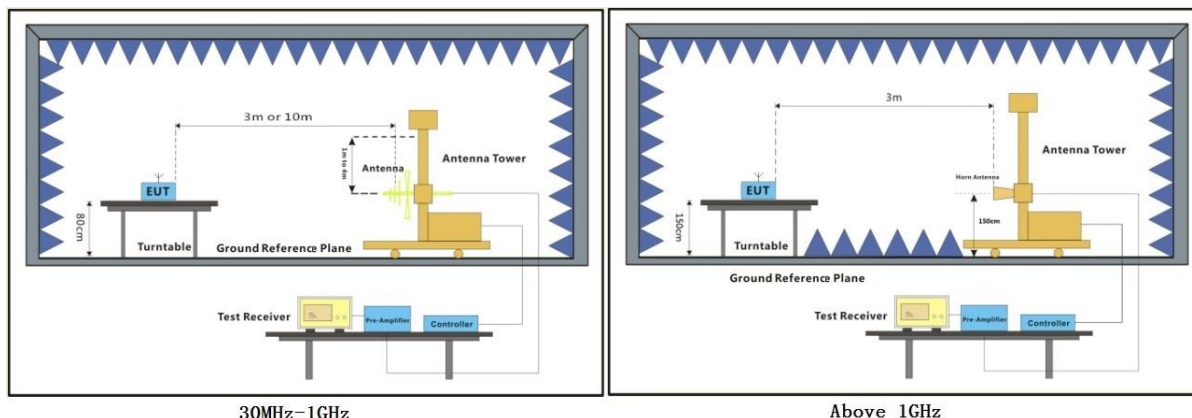 3m or 10m
1m to 4m
Antenna
Antenna Tower
EUT
80cm
Turntable
Ground Reference Plane
Test Receiver
Pre-Amplifier
Controller
30MHz-1GHz
3m
Antenna Tower
Horn Antenna
EUT
150cm
150cm
Turntable
Ground Reference Plane
Test Receiver
Pre-Amplifier
Controller
Above 1GHz